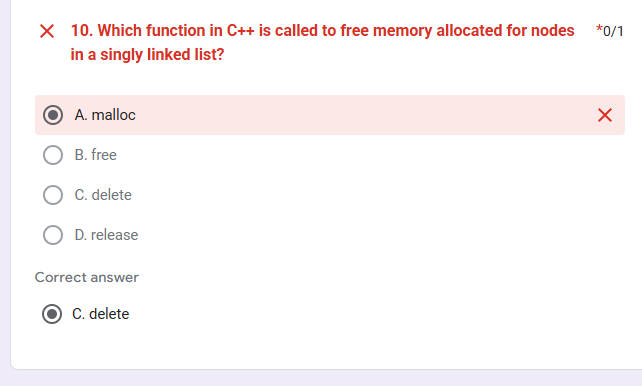 10. Which function in C++ is called to free memory allocated for nodes *0/1
in a singly linked list?
A. malloc
B. free
C. delete
D. release
Correct answer
C. delete